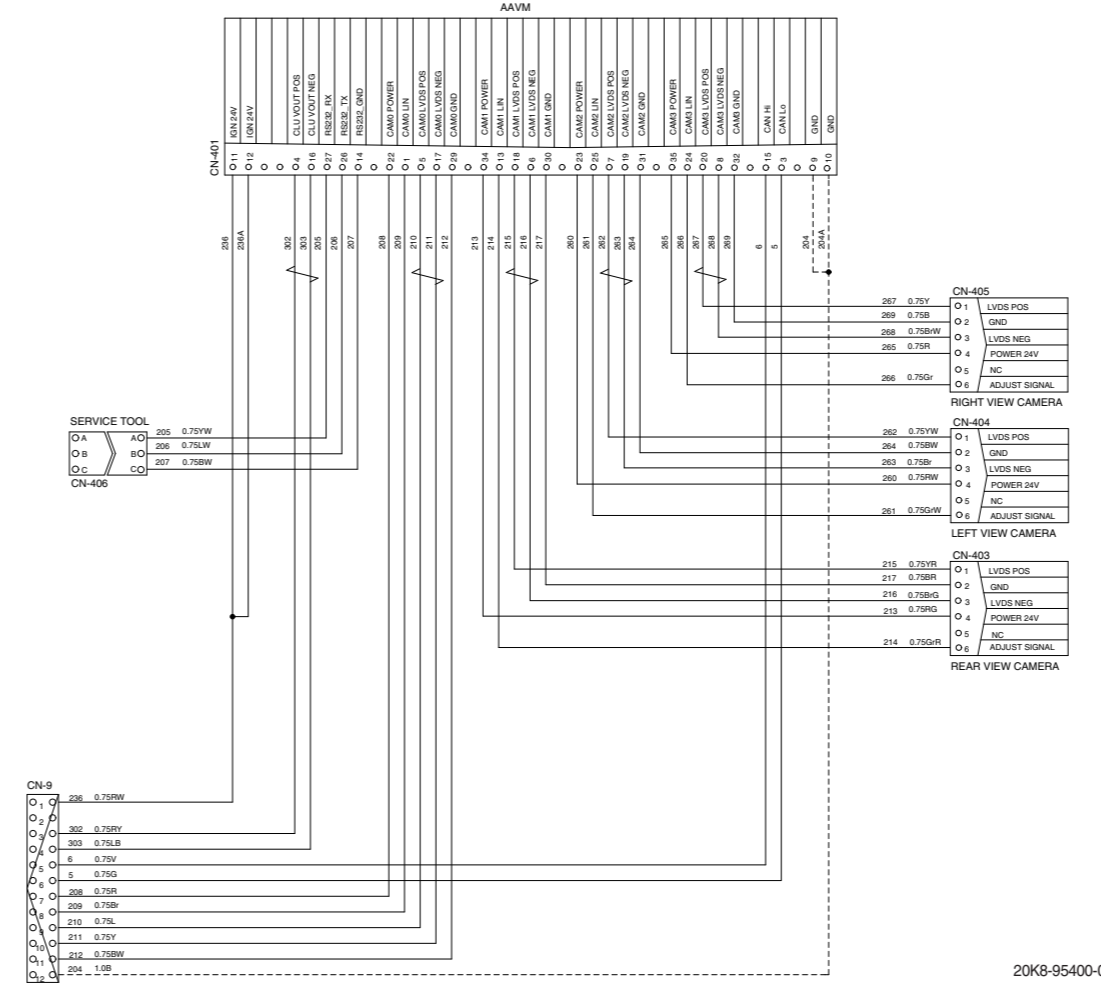 AAVM
CN-401
IGN 24V
IGN 24V
CLU VOUT POS
CLU VOUT NEG
RS232_RX
RS232_TX
RS232_GND
CAM0 POWER
CAM0 LIN
CAM0 LVDS POS
CAM0 LVDS NEG
CAM0 GND
CAM1 POWER
CAM1 LIN
CAM1 LVDS POS
CAM1 LVDS NEG
CAM1 GND
CAM2 POWER
CAM2 LIN
CAM2 LVDS POS
CAM2 LVDS NEG
CAM2 GND
CAM3 POWER
CAM3 LIN
CAM3 LVDS POS
CAM3 LVDS NEG
CAM3 GND
CAN Hi
CAN Lo
GND
GND
11 12 4 16 27 26 14 22 1 5 17 29 34 13 18 6 30 23 25 7 19 31 35 24 20 8 32 15 3 9 10
236 236A 302 303 205 206 207 208 209 210 211 212 213 214 215 216 217 260 261 262 263 264 265 266 267 268 269 6 5 204 204A
CN-405
267 0.75Y 1 LVDS POS
269 0.75B 2 GND
268 0.75BrW 3 LVDS NEG
265 0.75R 4 POWER 24V
5 NC
266 0.75Gr 6 ADJUST SIGNAL
RIGHT VIEW CAMERA
SERVICE TOOL
A A 205 0.75YW
B B 206 0.75LW
C C 207 0.75BW
CN-406
CN-404
262 0.75YW 1 LVDS POS
264 0.75BW 2 GND
263 0.75Br 3 LVDS NEG
260 0.75RW 4 POWER 24V
5 NC
261 0.75GrW 6 ADJUST SIGNAL
LEFT VIEW CAMERA
CN-403
215 0.75YR 1 LVDS POS
217 0.75BR 2 GND
216 0.75BrG 3 LVDS NEG
213 0.75RG 4 POWER 24V
5 NC
214 0.75GrR 6 ADJUST SIGNAL
REAR VIEW CAMERA
CN-9
1 236 0.75RW
2
3 302 0.75RY
4 303 0.75LB
5 6 0.75V
6 5 0.75G
7 208 0.75R
8 209 0.75Br
9 210 0.75L
10 211 0.75Y
11 212 0.75BW
12 204 1.0B
20K8-95400-0